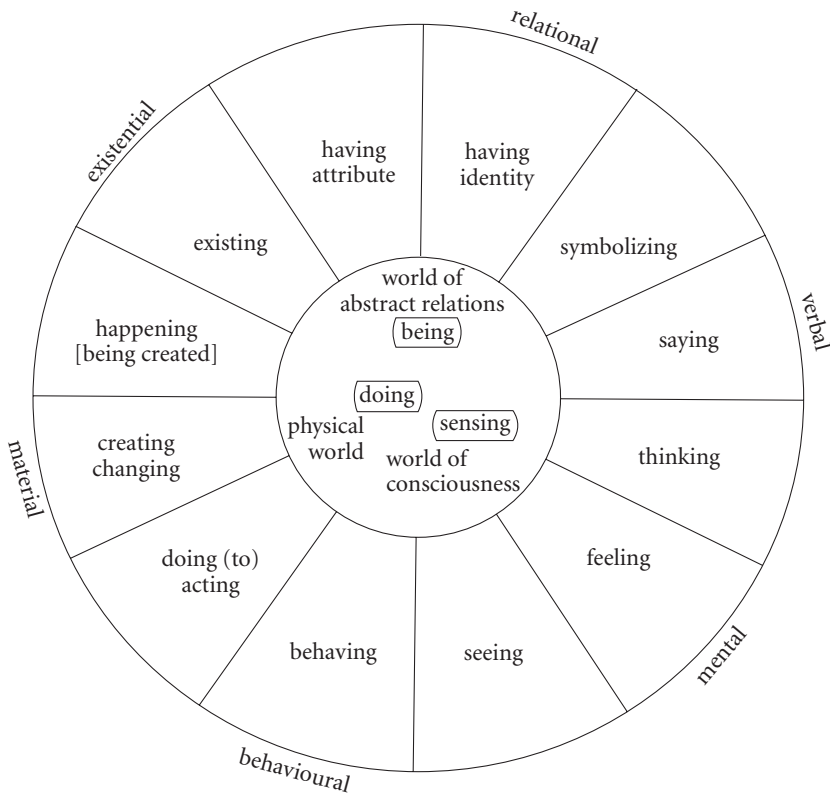 relational
existential
having
attribute
having
identity
existing
symbolizing
world of
abstract relations
being
verbal
happening
[being created]
saying
doing
sensing
physical
world
world of
consciousness
creating
changing
thinking
material
doing (to)
acting
feeling
behaving
seeing
mental
behavioural